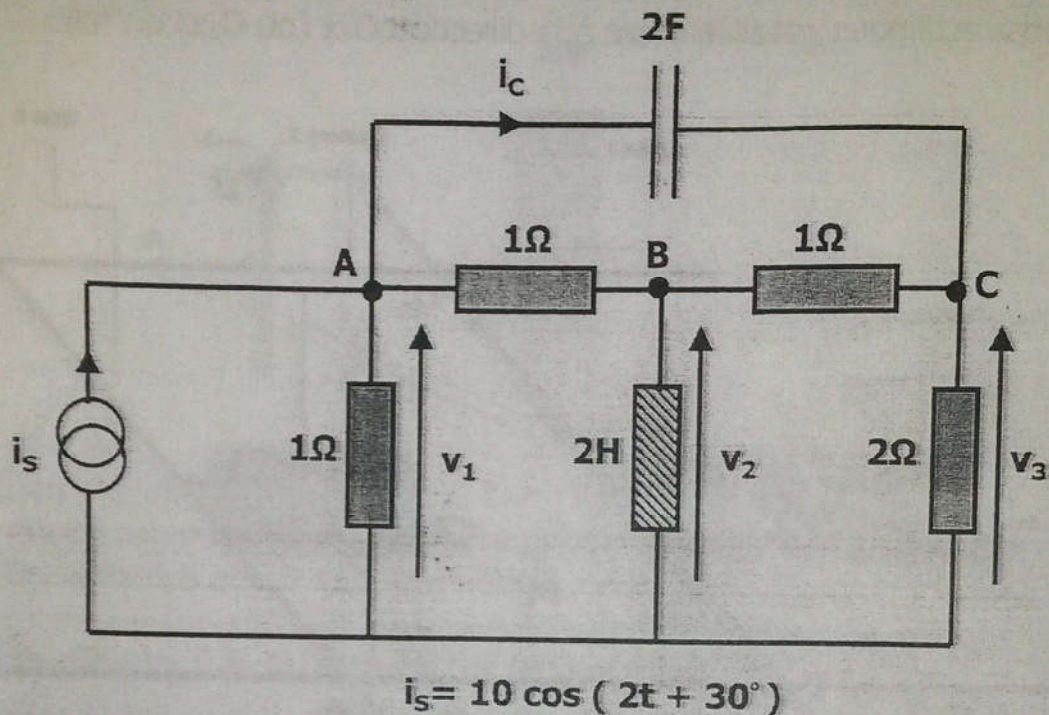 2F
i_C
1Ω
1Ω
A
B
C
i_S
1Ω
v_1
2H
v_2
2Ω
v_3
i_S= 10 cos ( 2t + 30° )